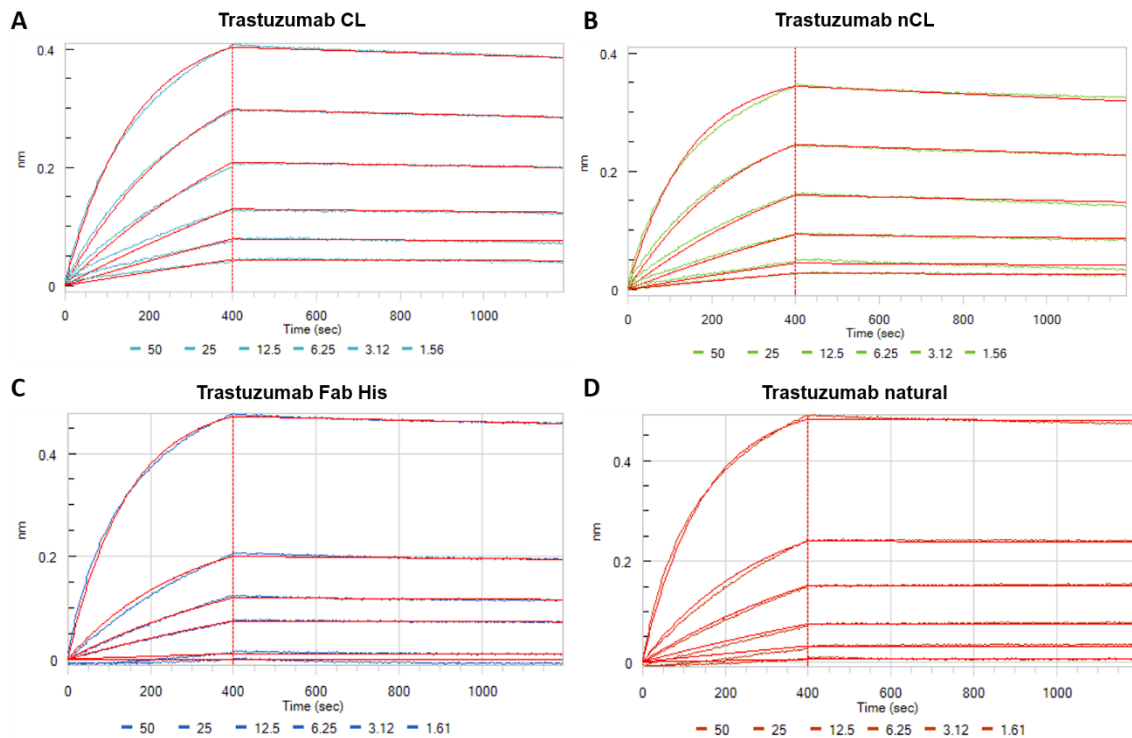 A
Trastuzumab CL
0.4
0.2
0
nm
0 200 400 600 800 1000
Time (sec)
50 25 12.5 6.25 3.12 1.56
B
Trastuzumab nCL
0.4
0.2
0
nm
0 200 400 600 800 1000
Time (sec)
50 25 12.5 6.25 3.12 1.56
C
Trastuzumab Fab His
0.4
0.2
0
nm
0 200 400 600 800 1000
Time (sec)
50 25 12.5 6.25 3.12 1.61
D
Trastuzumab natural
0.4
0.2
0
nm
0 200 400 600 800 1000
Time (sec)
50 25 12.5 6.25 3.12 1.61